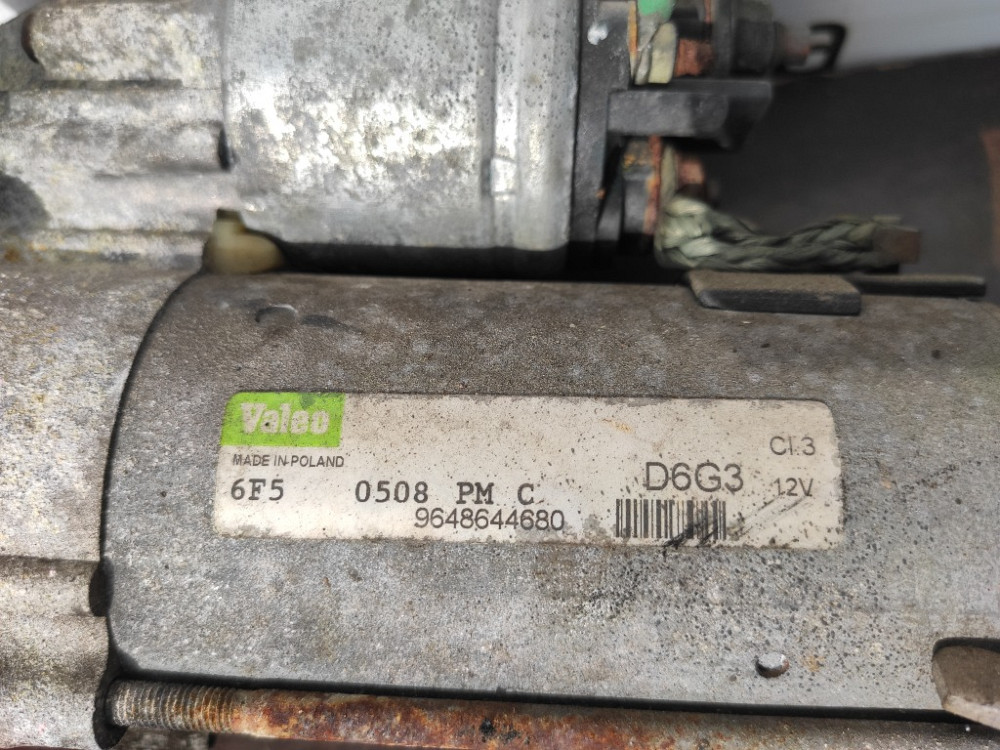 Valeo
MADE IN POLAND
Cl.3
6F5 0508 PM C D6G3 12V
9648644680